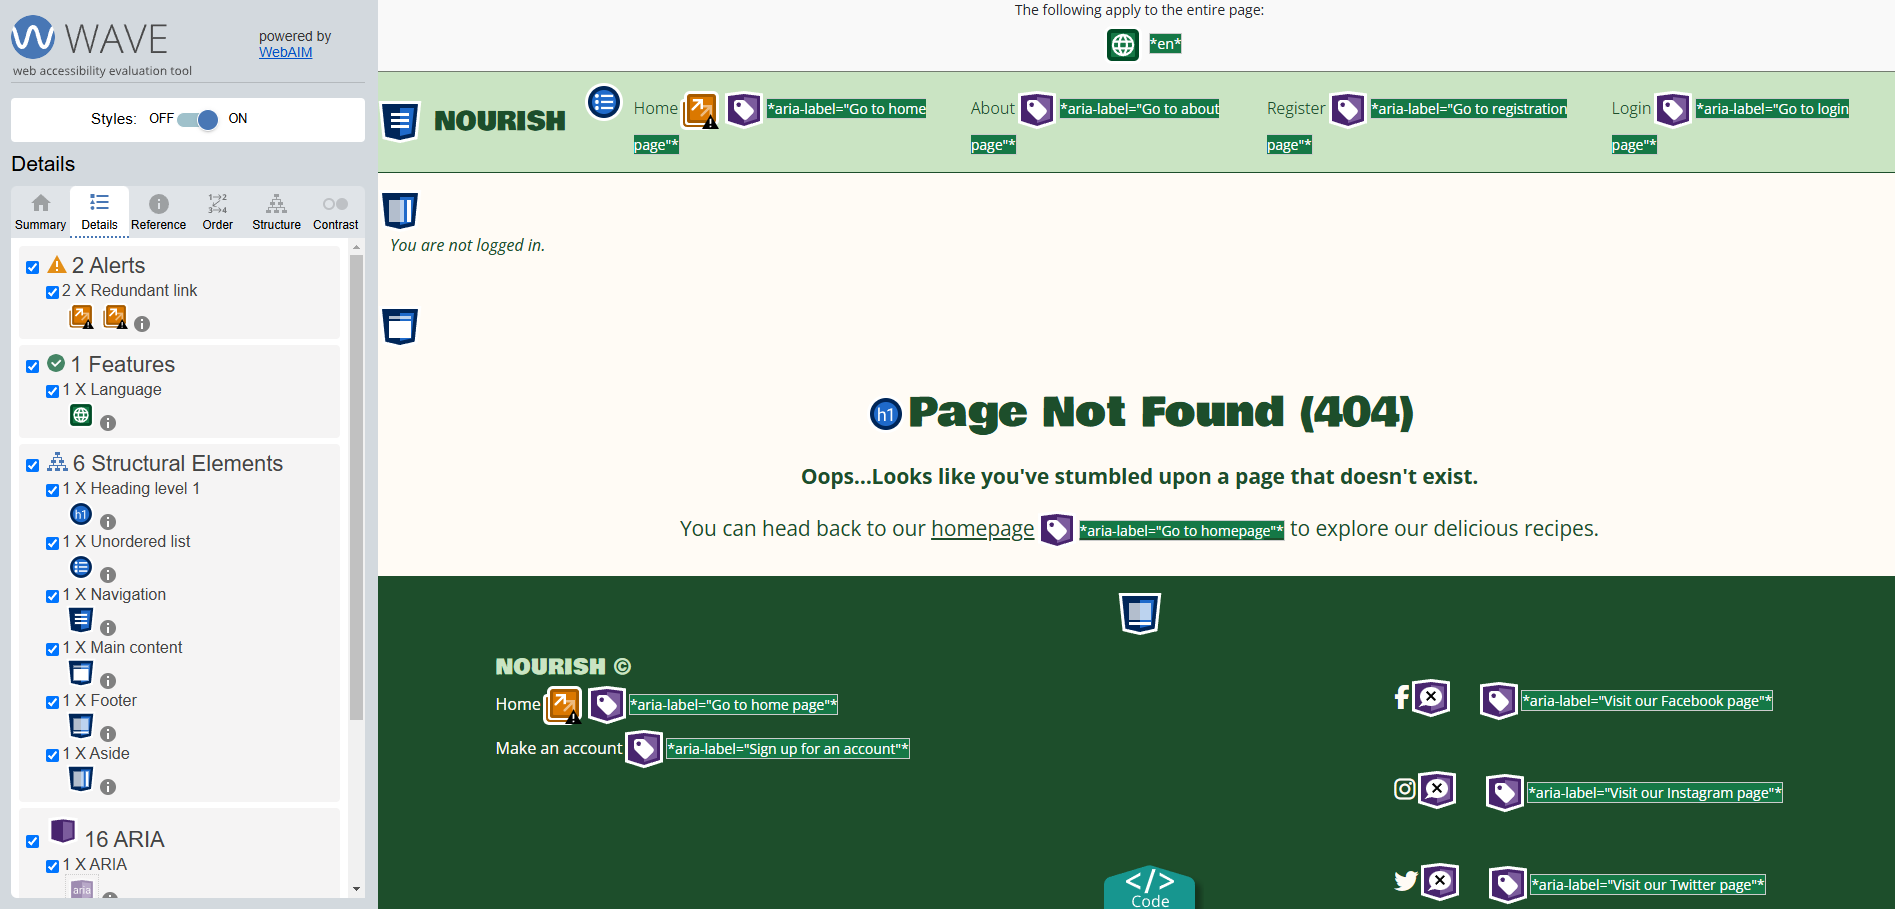 WAVE
web accessibility evaluation tool
powered by
WebAIM
Styles: OFF ON
Details
Summary Details Reference Order Structure Contrast
1→2
3→4
2 Alerts
2 X Redundant link
1 Features
1 X Language
6 Structural Elements
1 X Heading level 1
h1
1 X Unordered list
1 X Navigation
1 X Main content
1 X Footer
1 X Aside
16 ARIA
1 X ARIA
aria
The following apply to the entire page:
*en*
NOURISH
Home *aria-label="Go to home page"*
About *aria-label="Go to about page"*
Register *aria-label="Go to registration page"*
Login *aria-label="Go to login page"*
You are not logged in.
h1 Page Not Found (404)
Oops...Looks like you've stumbled upon a page that doesn't exist.
You can head back to our homepage *aria-label="Go to homepage"* to explore our delicious recipes.
NOURISH ©
Home *aria-label="Go to home page"*
Make an account *aria-label="Sign up for an account"*
*aria-label="Visit our Facebook page"*
*aria-label="Visit our Instagram page"*
*aria-label="Visit our Twitter page"*
</>
Code